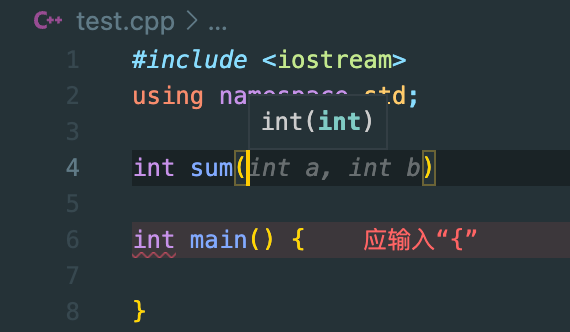 C++ test.cpp > ...
1 #include <iostream>
2 using namespace std;
int(int)
3
4 int sum(int a, int b)
5
6 int main() { 应输入“{”
7
8 }